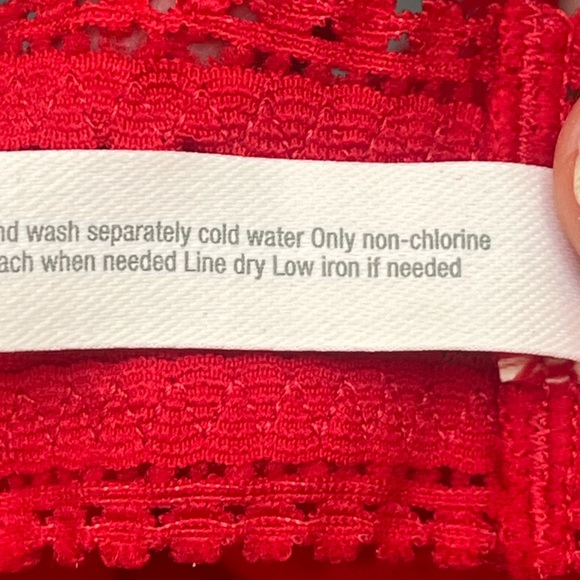 nd wash separately cold water Only non-chlorine
ach when needed Line dry Low iron if needed